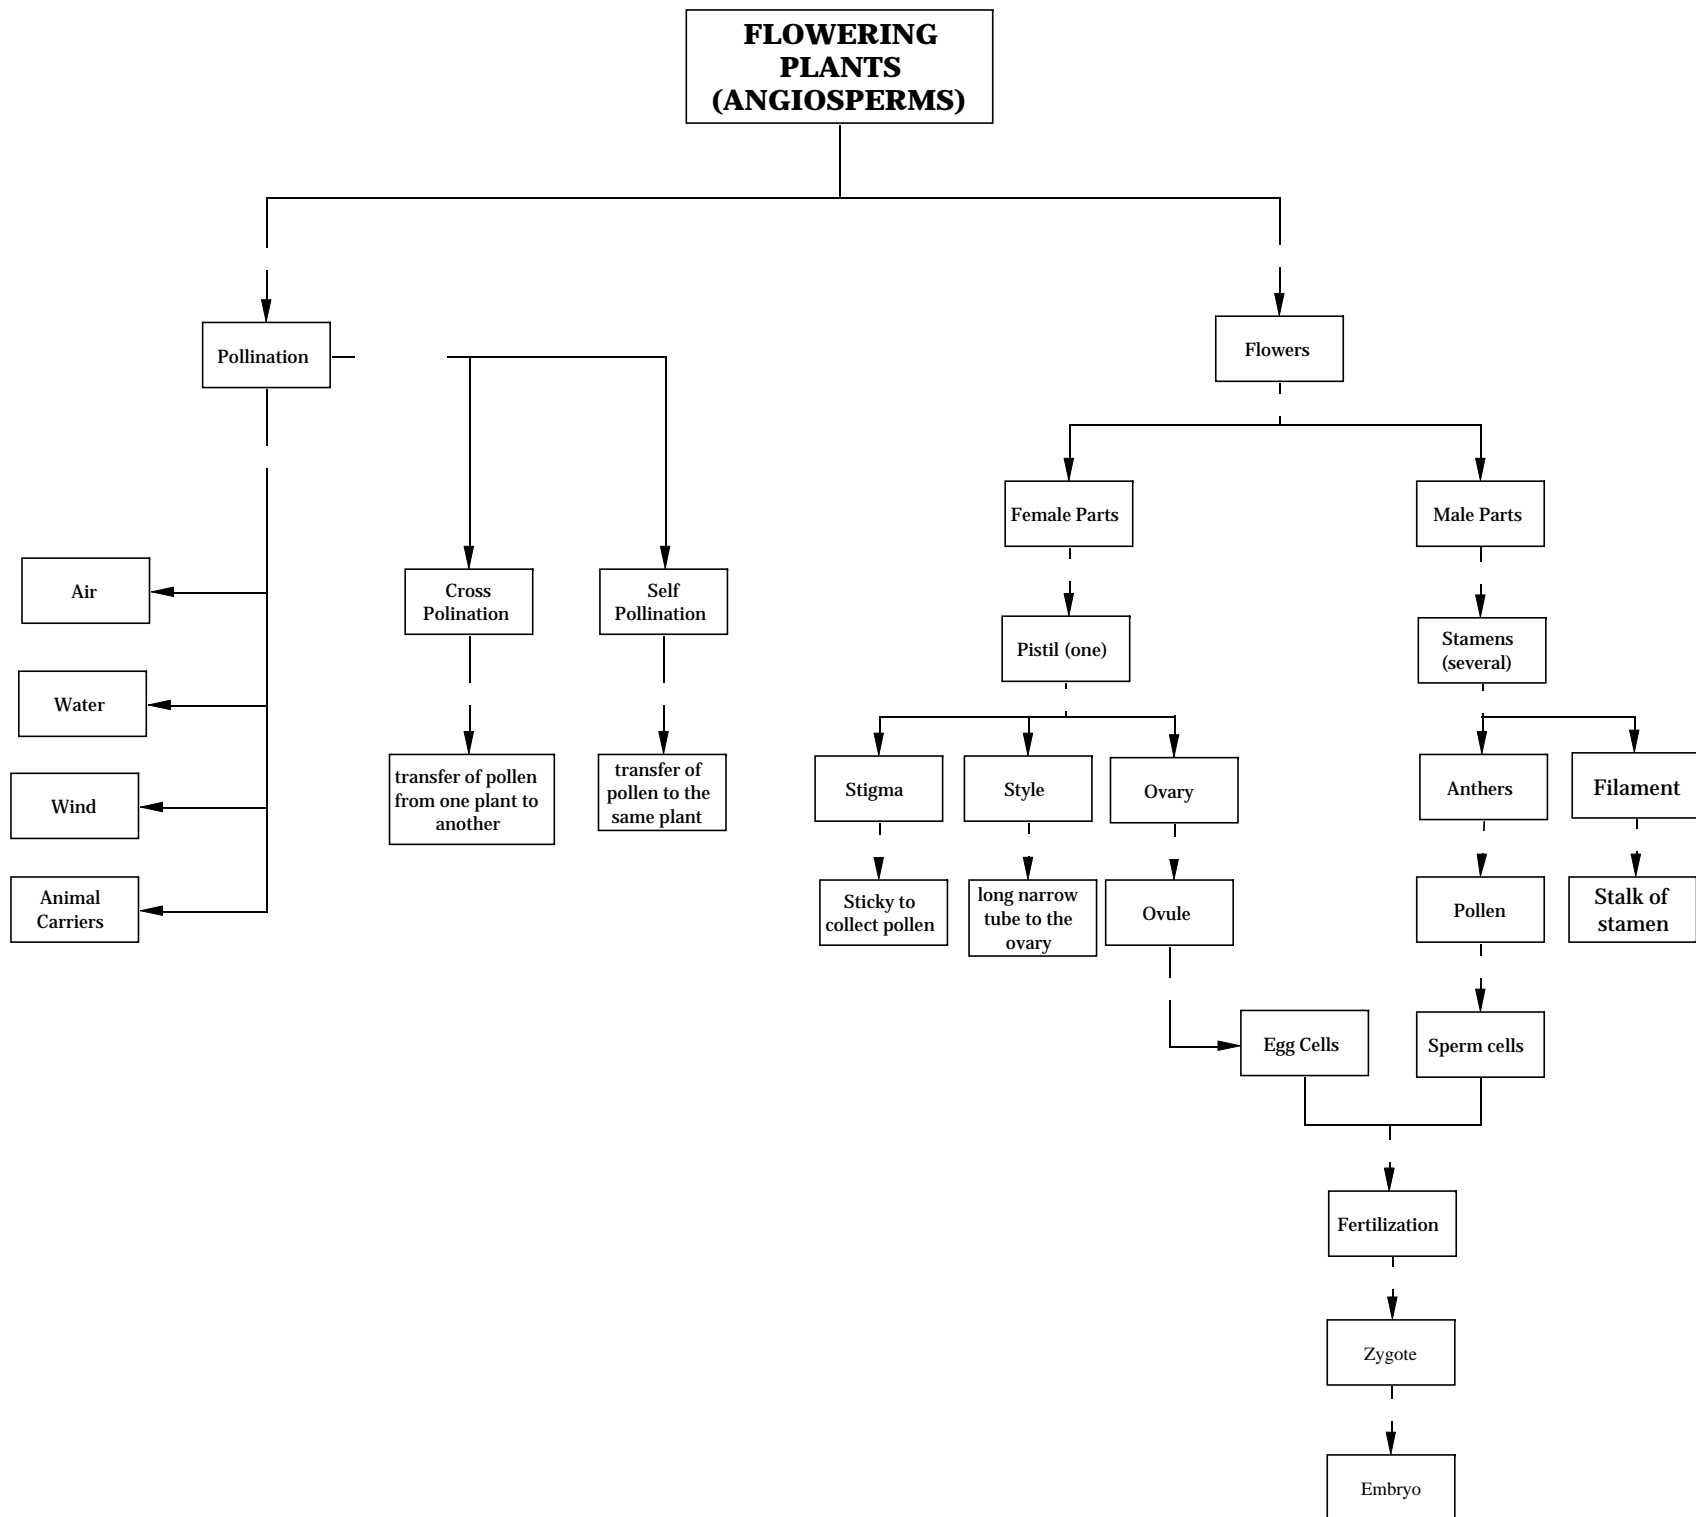 FLOWERING
PLANTS
(ANGIOSPERMS)
Pollination
Flowers
Female Parts
Male Parts
Air
Cross
Polination
Self
Pollination
Pistil (one)
Stamens
(several)
Water
transfer of pollen
from one plant to
another
transfer of
pollen to the
same plant
Stigma
Style
Ovary
Anthers
Filament
Wind
Animal
Carriers
Sticky to
collect pollen
long narrow
tube to the
ovary
Ovule
Pollen
Stalk of
stamen
Egg Cells
Sperm cells
Fertilization
Zygote
Embryo